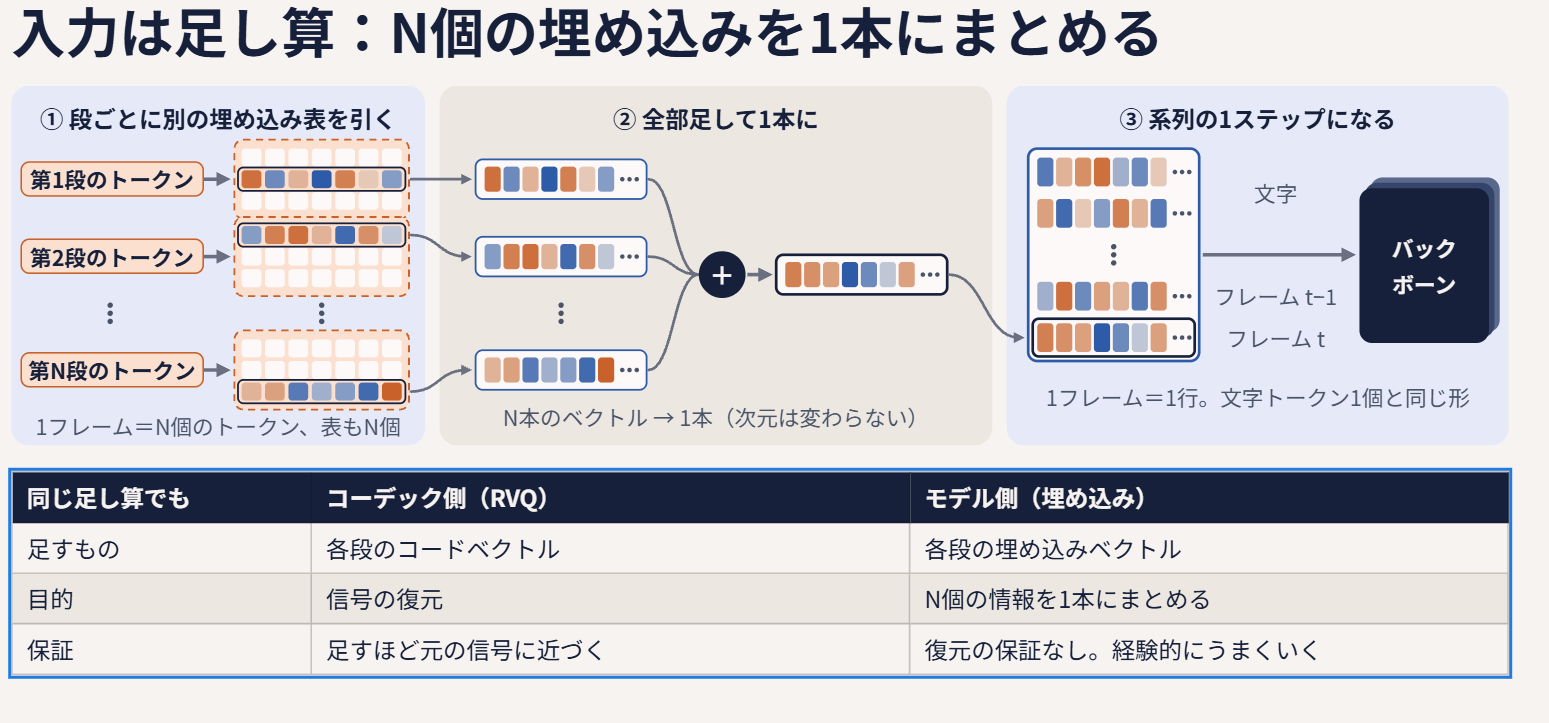 入力は足し算：N個の埋め込みを1本にまとめる
① 段ごとに別の埋め込み表を引く
第1段のトークン
第2段のトークン
第N段のトークン
1フレーム＝N個のトークン、表もN個
② 全部足して1本に
+
N本のベクトル → 1本（次元は変わらない）
③ 系列の1ステップになる
文字
フレーム t−1
フレーム t
バック
ボーン
1フレーム＝1行。文字トークン1個と同じ形
同じ足し算でも コーデック側（RVQ） モデル側（埋め込み）
足すもの 各段のコードベクトル 各段の埋め込みベクトル
目的 信号の復元 N個の情報を1本にまとめる
保証 足すほど元の信号に近づく 復元の保証なし。経験的にうまくいく